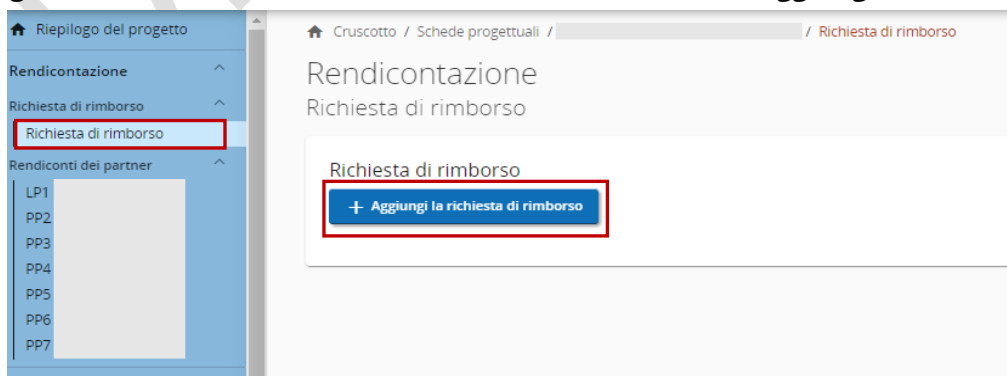 Riepilogo del progetto
Rendicontazione
Richiesta di rimborso
Richiesta di rimborso
Rendiconti dei partner
LP1
PP2
PP3
PP4
PP5
PP6
PP7
Cruscotto / Schede progettuali / / Richiesta di rimborso
Rendicontazione
Richiesta di rimborso
Richiesta di rimborso
+ Aggiungi la richiesta di rimborso